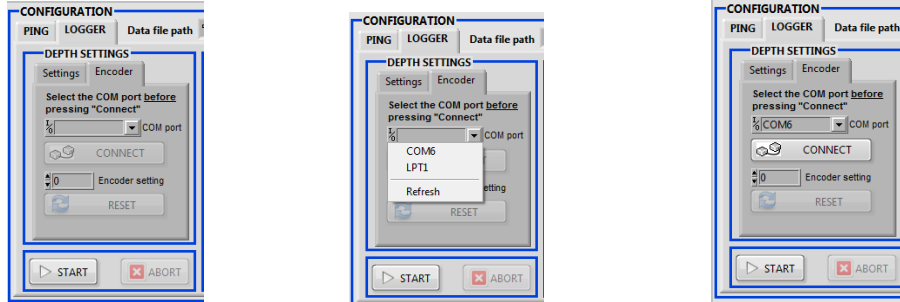 CONFIGURATION
PING LOGGER Data file path
DEPTH SETTINGS
Settings Encoder
Select the COM port before
pressing "Connect"
COM port
CONNECT
0 Encoder setting
RESET
START ABORT
CONFIGURATION
PING LOGGER Data file path
DEPTH SETTINGS
Settings Encoder
Select the COM port before
pressing "Connect"
COM port
COM6
LPT1
Refresh
etting
RESET
START ABORT
CONFIGURATION
PING LOGGER Data file path
DEPTH SETTINGS
Settings Encoder
Select the COM port before
pressing "Connect"
COM6 COM port
CONNECT
0 Encoder setting
RESET
START ABORT